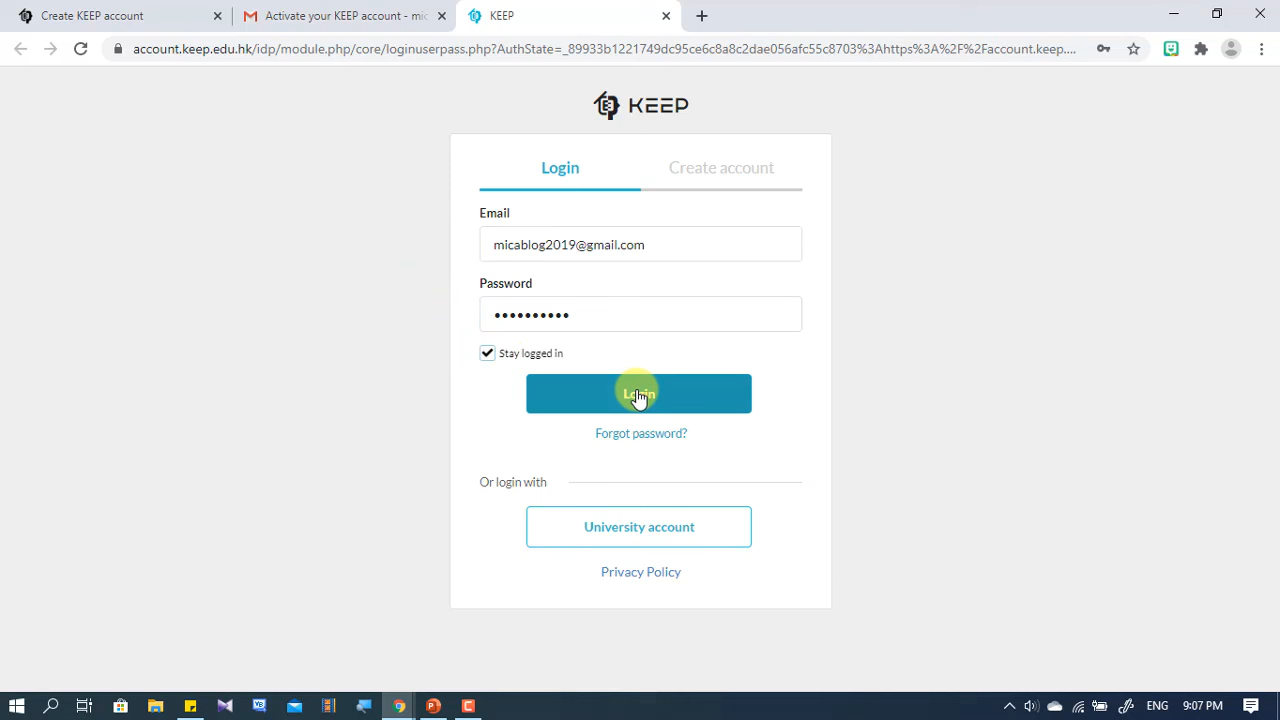 Create KEEP account
Activate your KEEP account - mic
KEEP
account.keep.edu.hk/idp/module.php/core/loginuserpass.php?AuthState=_89933b1221749dc95ce6c8a8c2dae056afc55c8703%3Ahttps%3A%2F%2Faccount.keep....
KEEP
Login
Create account
Email
micablog2019@gmail.com
Password
••••••••••
Stay logged in
Login
Forgot password?
Or login with
University account
Privacy Policy
ENG
9:07 PM